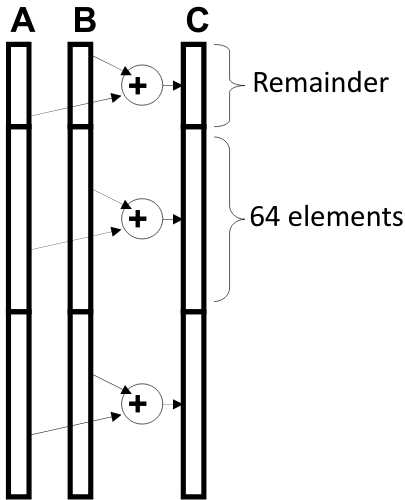 A B C
+
Remainder
+
64 elements
+